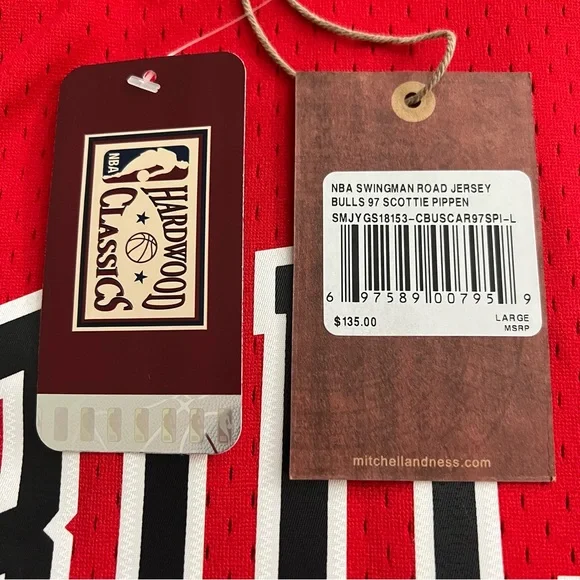 NBA
HARDWOOD
CLASSICS
NBA SWINGMAN ROAD JERSEY
BULLS 97 SCOTTIE PIPPEN
SMJYGS18153-CBUSCAR97SPI-L
6 97589 00795 9
$135.00
LARGE
MSRP
mitchellandness.com